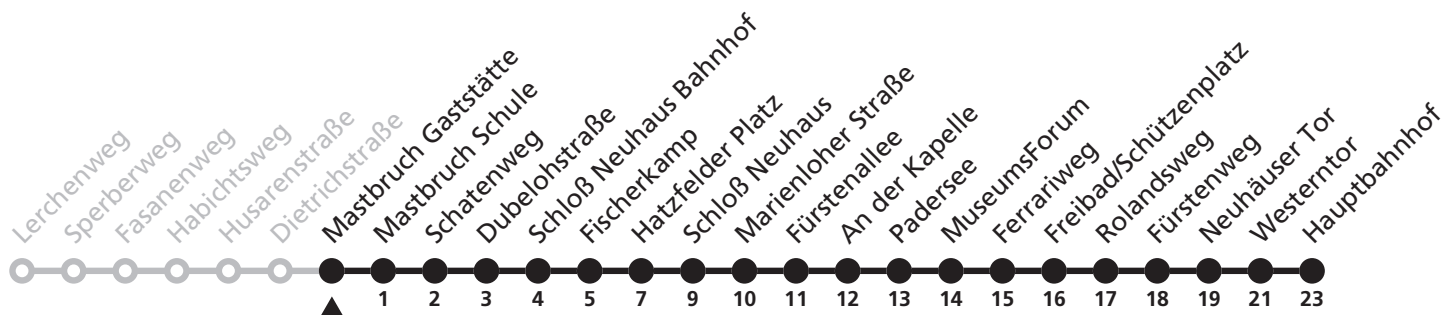 Lerchenweg
Sperberweg
Fasanenweg
Habichtsweg
Husarenstraße
Dietrichstraße
Mastbruch Gaststätte
Mastbruch Schule
Schatenweg
Dubelohstraße
Schloß Neuhaus Bahnhof
Fischerkamp
Hatzfelder Platz
Schloß Neuhaus
Marienloher Straße
Fürstenallee
An der Kapelle
Padersee
MuseumsForum
Ferrariweg
Freibad/Schützenplatz
Rolandsweg
Fürstenweg
Neuhäuser Tor
Westerntor
Hauptbahnhof
1 2 3 4 5 7 9 10 11 12 13 14 15 16 17 18 19 21 23